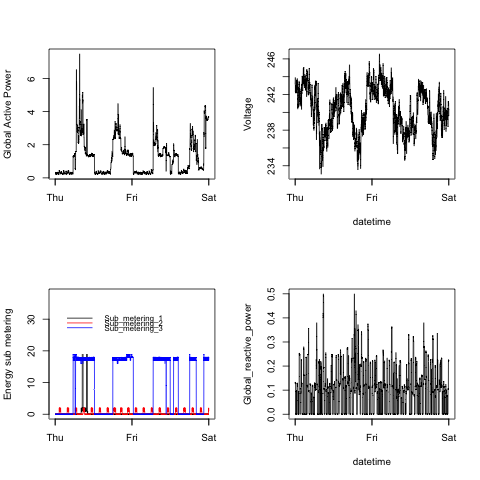 Global Active Power
0 2 4 6
Thu Fri Sat
Voltage
234 238 242 246
Thu Fri Sat
datetime
Energy sub metering
0 10 20 30
Sub_metering_1
Sub_metering_2
Sub_metering_3
Thu Fri Sat
Global_reactive_power
0.0 0.1 0.2 0.3 0.4 0.5
Thu Fri Sat
datetime